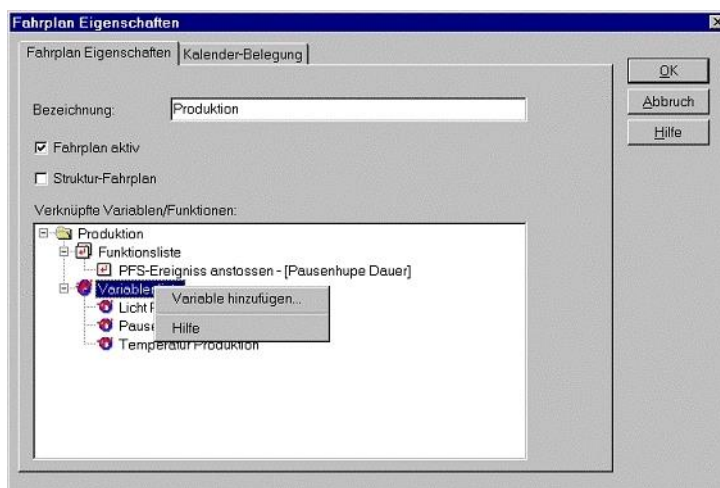 Fahrplan Eigenschaften
Fahrplan Eigenschaften Kalender-Belegung
OK
Abbruch
Hilfe
Bezeichnung: Produktion
Fahrplan aktiv
Struktur-Fahrplan
Verknüpfte Variablen/Funktionen:
Produktion
Funktionsliste
PFS-Ereigniss anstossen - [Pausenhupe Dauer]
Variable hinzufügen...
Licht
Hilfe
Temperatur Produktion